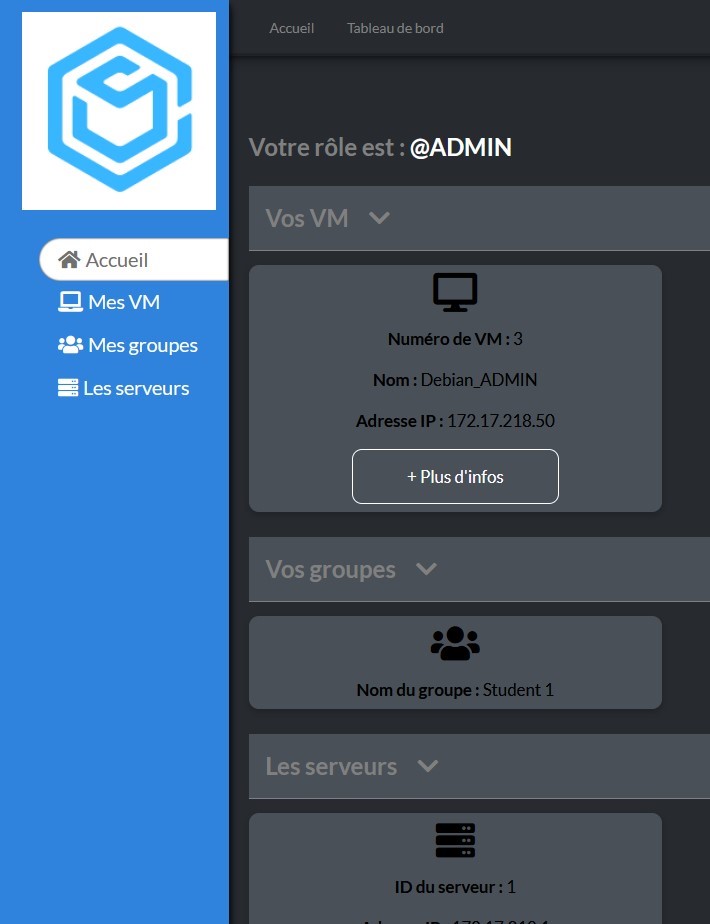 Accueil Tableau de bord
Votre rôle est : @ADMIN
Accueil
Mes VM
Mes groupes
Les serveurs
Vos VM
Numéro de VM : 3
Nom : Debian_ADMIN
Adresse IP : 172.17.218.50
+ Plus d'infos
Vos groupes
Nom du groupe : Student 1
Les serveurs
ID du serveur : 1